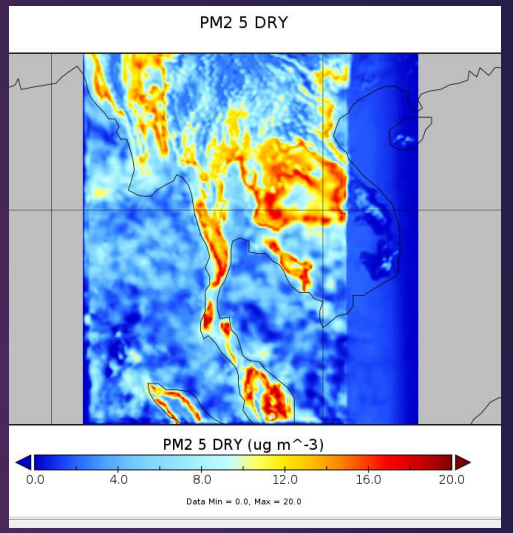 PM2 5 DRY
PM2 5 DRY (ug m^-3)
0.0 4.0 8.0 12.0 16.0 20.0
Data Min = 0.0, Max = 20.0